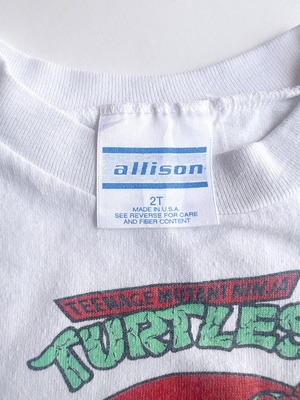 allison
2T
MADE IN U.S.A.
SEE REVERSE FOR CARE
AND FIBER CONTENT
TEENAGE MUTANT NINJA
TURTLES